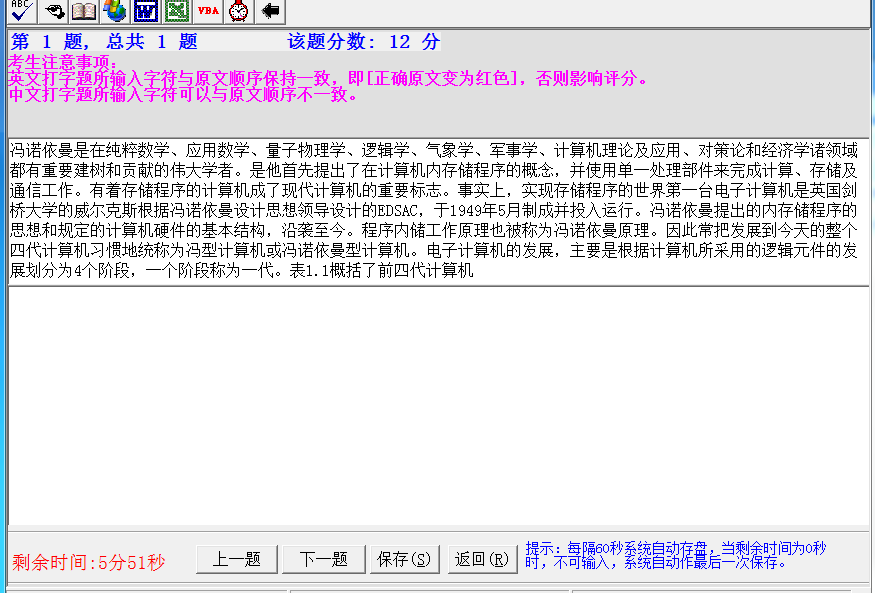 ABC
W
X
VBA
第 1 题, 总共 1 题 该题分数: 12 分
考生注意事项:
英文打字题所输入字符与原文顺序保持一致，即[正确原文变为红色]，否则影响评分。
中文打字题所输入字符可以与原文顺序不一致。
冯诺依曼是在纯粹数学、应用数学、量子物理学、逻辑学、气象学、军事学、计算机理论及应用、对策论和经济学诸领域
都有重要建树和贡献的伟大学者。是他首先提出了在计算机内存储程序的概念，并使用单一处理部件来完成计算、存储及
通信工作。有着存储程序的计算机成了现代计算机的重要标志。事实上，实现存储程序的世界第一台电子计算机是英国剑
桥大学的威尔克斯根据冯诺依曼设计思想领导设计的EDSAC，于1949年5月制成并投入运行。冯诺依曼提出的内存储程序的
思想和规定的计算机硬件的基本结构，沿袭至今。程序内储工作原理也被称为冯诺依曼原理。因此常把发展到今天的整个
四代计算机习惯地统称为冯型计算机或冯诺依曼型计算机。电子计算机的发展，主要是根据计算机所采用的逻辑元件的发
展划分为4个阶段，一个阶段称为一代。表1.1概括了前四代计算机
剩余时间:5分51秒 上一题 下一题 保存(S) 返回(R)
提示：每隔60秒系统自动存盘，当剩余时间为0秒
时，不可输入，系统自动作最后一次保存。